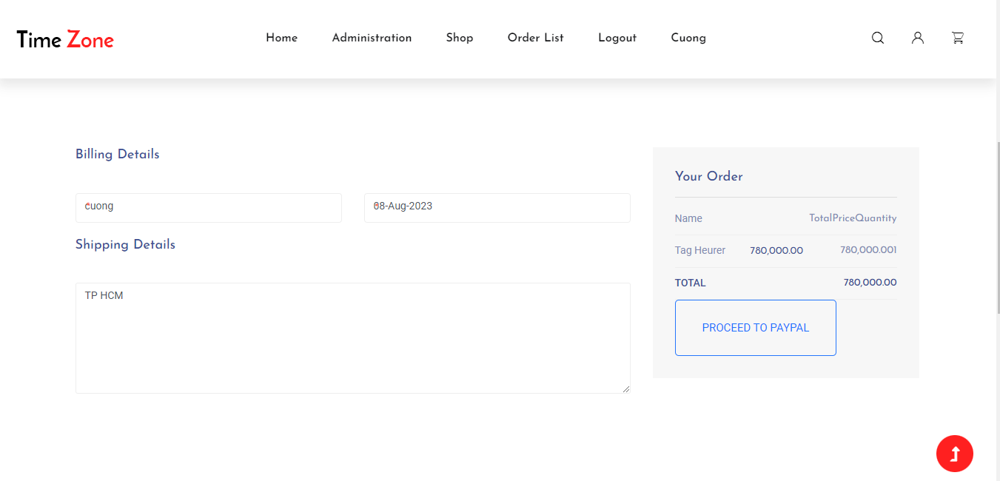 Time Zone Home Administration Shop Order List Logout Cuong
Billing Details
cuong 08-Aug-2023
Shipping Details
TP HCM
Your Order
Name TotalPriceQuantity
Tag Heurer 780,000.00 780,000.001
TOTAL 780,000.00
PROCEED TO PAYPAL